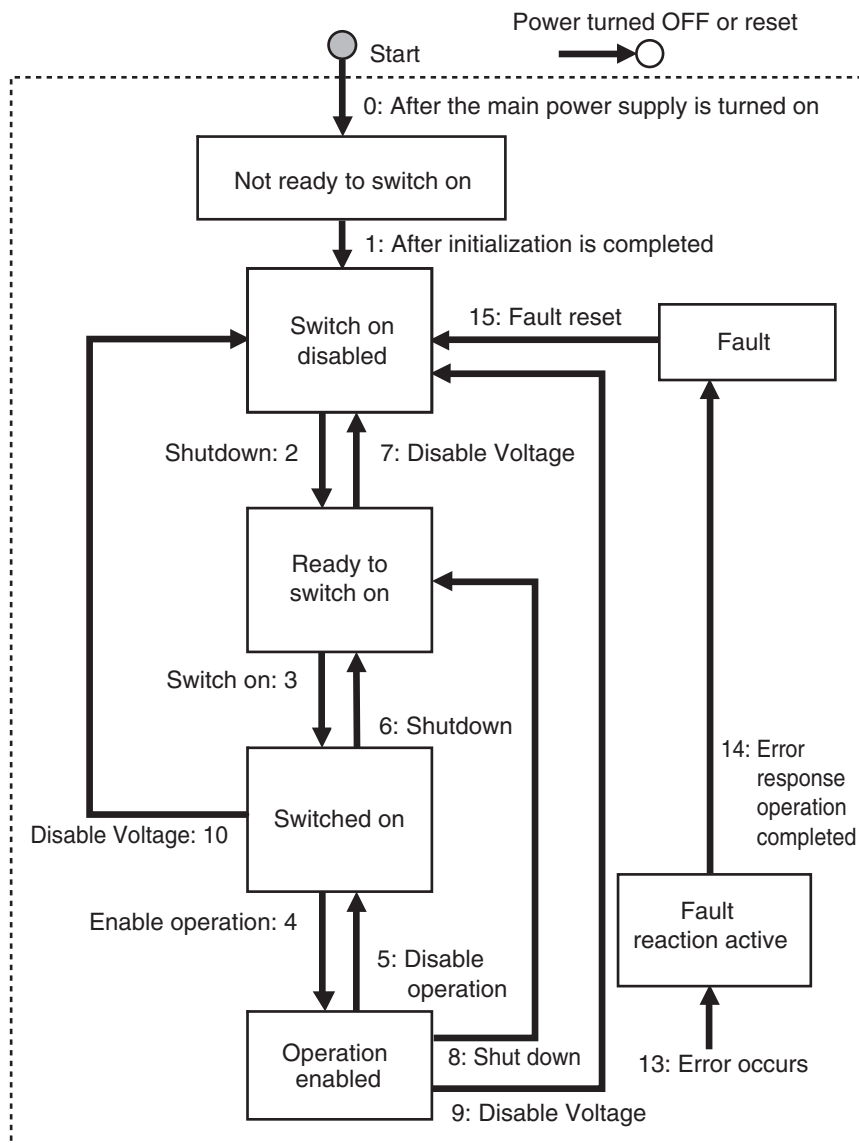 Power turned OFF or reset
Start
0: After the main power supply is turned on
Not ready to switch on
1: After initialization is completed
Switch on
disabled
15: Fault reset
Fault
Shutdown: 2
7: Disable Voltage
Ready to
switch on
Switch on: 3
6: Shutdown
14: Error
response
operation
completed
Switched on
Disable Voltage: 10
Enable operation: 4
5: Disable
operation
Fault
reaction active
Operation
enabled
8: Shut down
13: Error occurs
9: Disable Voltage